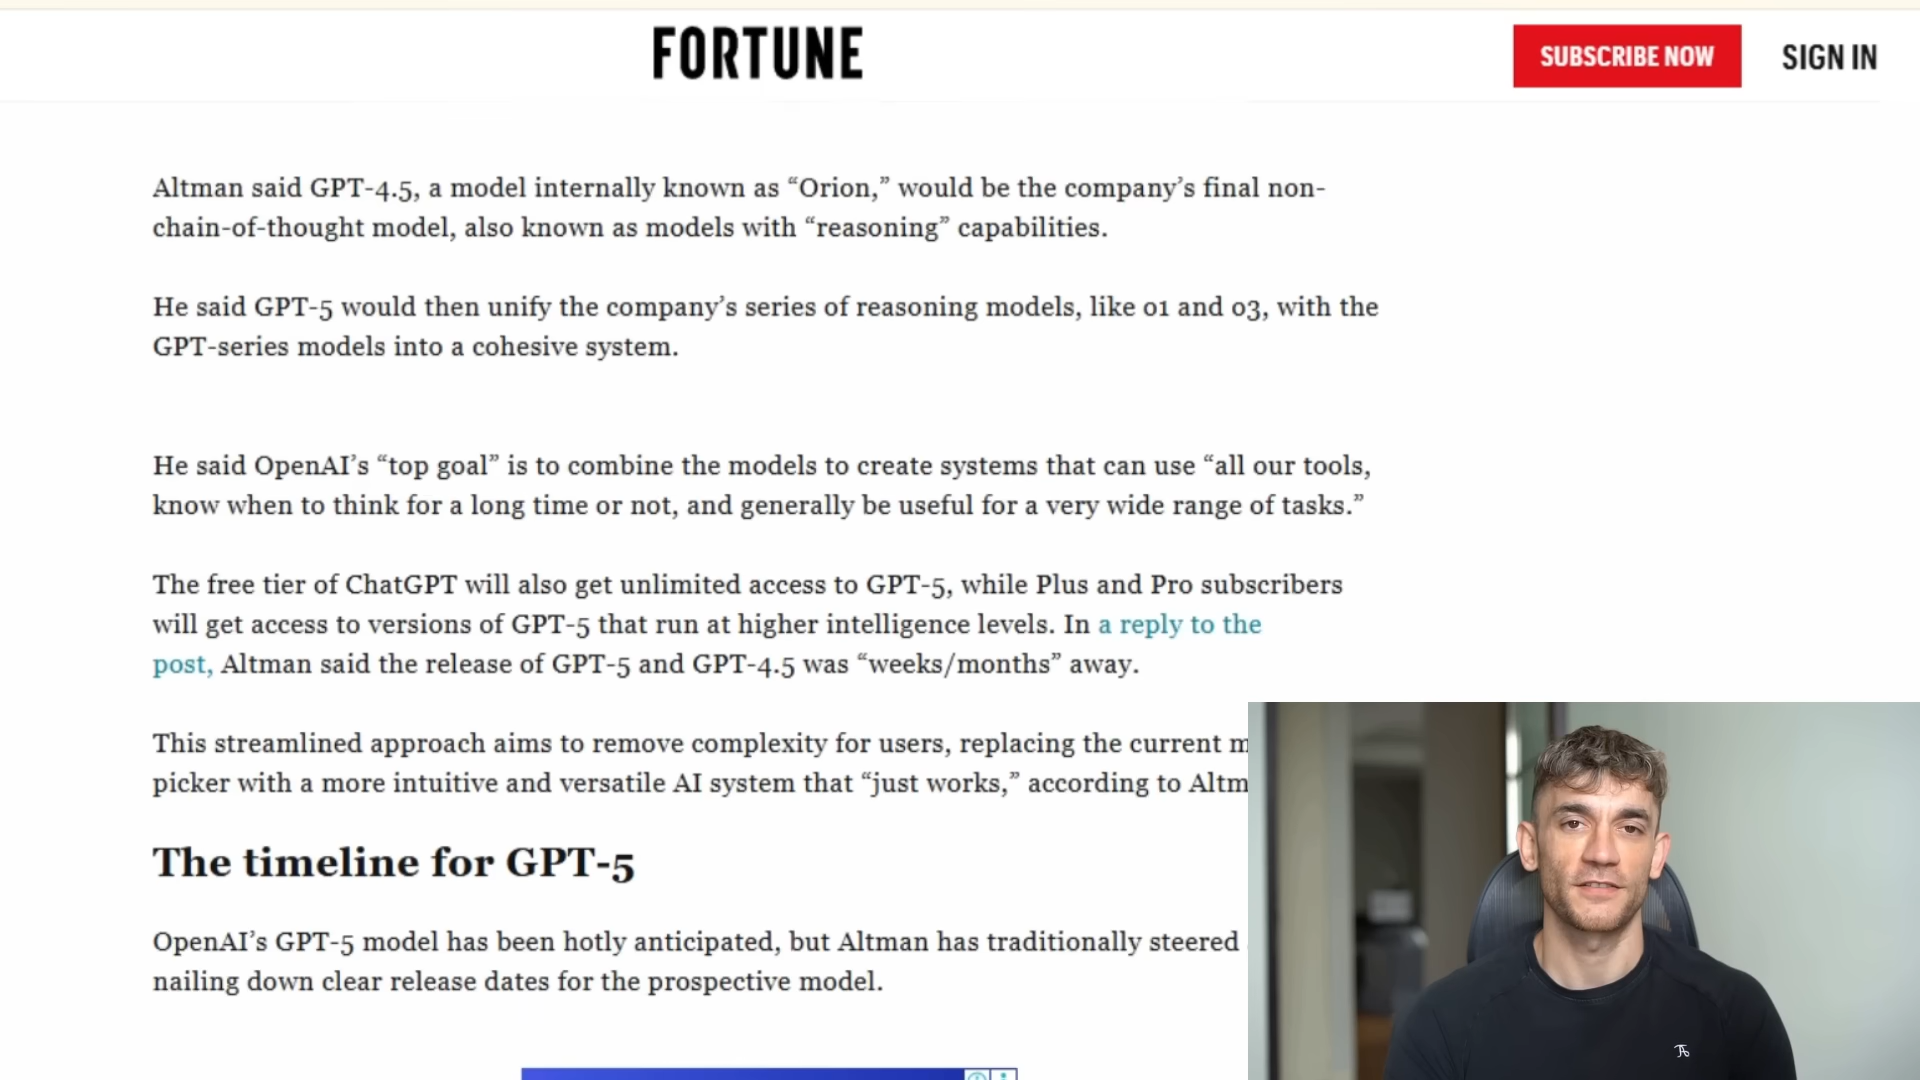 FORTUNE
SUBSCRIBE NOW
SIGN IN
Altman said GPT-4.5, a model internally known as “Orion,” would be the company’s final non-
chain-of-thought model, also known as models with “reasoning” capabilities.
He said GPT-5 would then unify the company’s series of reasoning models, like o1 and o3, with the
GPT-series models into a cohesive system.
He said OpenAI’s “top goal” is to combine the models to create systems that can use “all our tools,
know when to think for a long time or not, and generally be useful for a very wide range of tasks.”
The free tier of ChatGPT will also get unlimited access to GPT-5, while Plus and Pro subscribers
will get access to versions of GPT-5 that run at higher intelligence levels. In a reply to the
post, Altman said the release of GPT-5 and GPT-4.5 was “weeks/months” away.
This streamlined approach aims to remove complexity for users, replacing the current
picker with a more intuitive and versatile AI system that “just works,” according to Altm
The timeline for GPT-5
OpenAI’s GPT-5 model has been hotly anticipated, but Altman has traditionally steered
nailing down clear release dates for the prospective model.